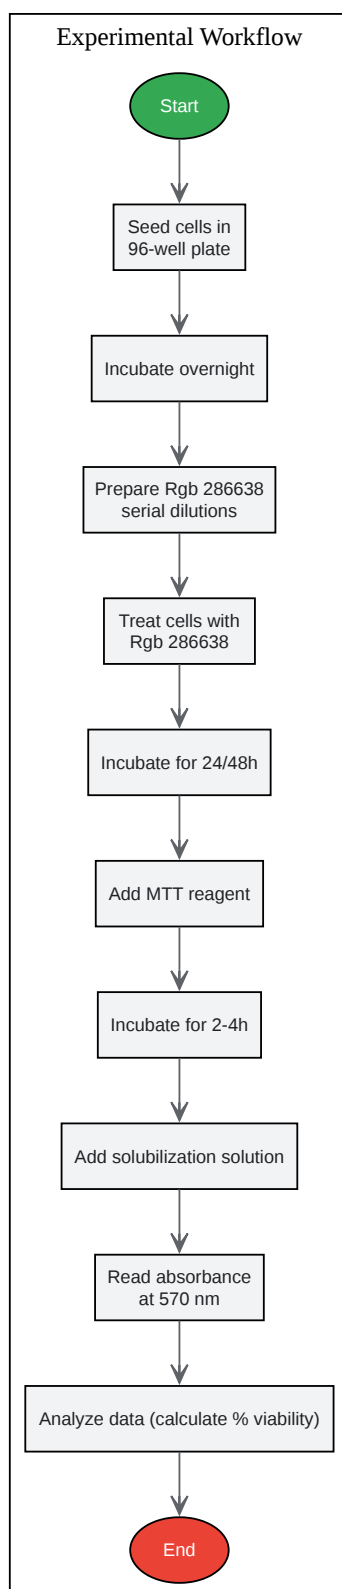 Experimental Workflow
Start
Seed cells in
96-well plate
Incubate overnight
Prepare Rgb 286638
serial dilutions
Treat cells with
Rgb 286638
Incubate for 24/48h
Add MTT reagent
Incubate for 2-4h
Add solubilization solution
Read absorbance
at 570 nm
Analyze data (calculate % viability)
End